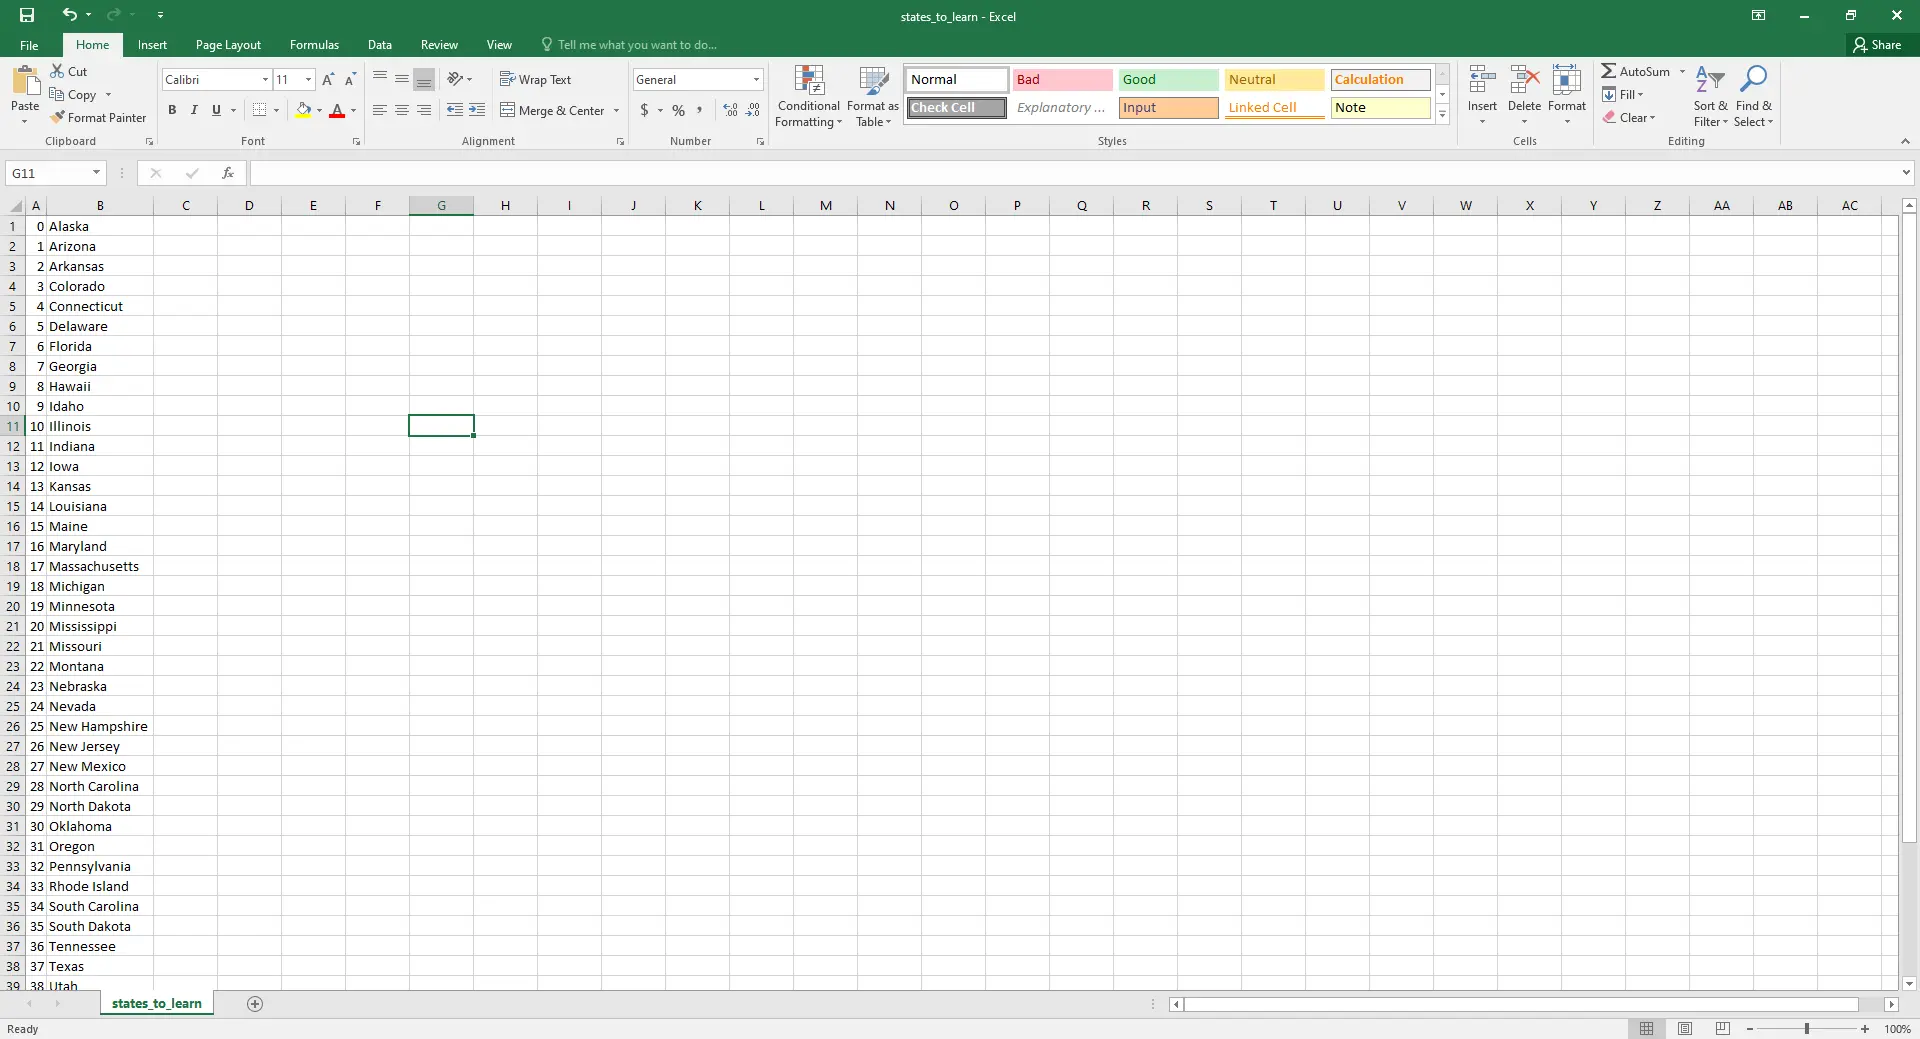 states_to_learn - Excel
File Home Insert Page Layout Formulas Data Review View Tell me what you want to do... Share
Paste Cut Copy Format Painter Clipboard
Calibri 11 A A B I U A Font
Wrap Text Merge & Center Alignment
General $ % , Number
Conditional Formatting Format as Table Normal Bad Good Neutral Calculation
Check Cell Explanatory ... Input Linked Cell Note Styles
Insert Delete Format Cells
AutoSum Fill Clear Sort & Filter Find & Select Editing
G11 fx
A B C D E F G H I J K L M N O P Q R S T U V W X Y Z AA AB AC
1 0 Alaska
2 1 Arizona
3 2 Arkansas
4 3 Colorado
5 4 Connecticut
6 5 Delaware
7 6 Florida
8 7 Georgia
9 8 Hawaii
10 9 Idaho
11 10 Illinois
12 11 Indiana
13 12 Iowa
14 13 Kansas
15 14 Louisiana
16 15 Maine
17 16 Maryland
18 17 Massachusetts
19 18 Michigan
20 19 Minnesota
21 20 Mississippi
22 21 Missouri
23 22 Montana
24 23 Nebraska
25 24 Nevada
26 25 New Hampshire
27 26 New Jersey
28 27 New Mexico
29 28 North Carolina
30 29 North Dakota
31 30 Oklahoma
32 31 Oregon
33 32 Pennsylvania
34 33 Rhode Island
35 34 South Carolina
36 35 South Dakota
37 36 Tennessee
38 37 Texas
39 38 Utah
states_to_learn
Ready 100%